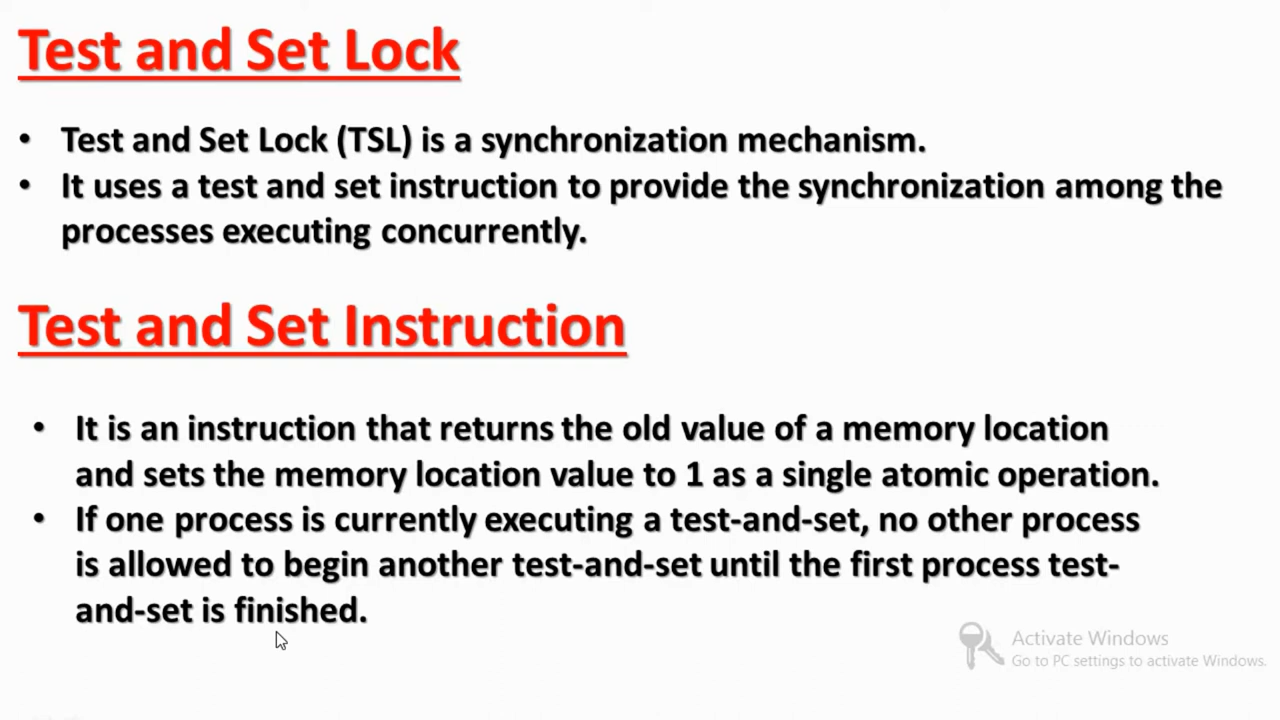 Test and Set Lock
• Test and Set Lock (TSL) is a synchronization mechanism.
• It uses a test and set instruction to provide the synchronization among the
processes executing concurrently.
Test and Set Instruction
• It is an instruction that returns the old value of a memory location
and sets the memory location value to 1 as a single atomic operation.
• If one process is currently executing a test-and-set, no other process
is allowed to begin another test-and-set until the first process test-
and-set is finished.
Activate Windows
Go to PC settings to activate Windows.